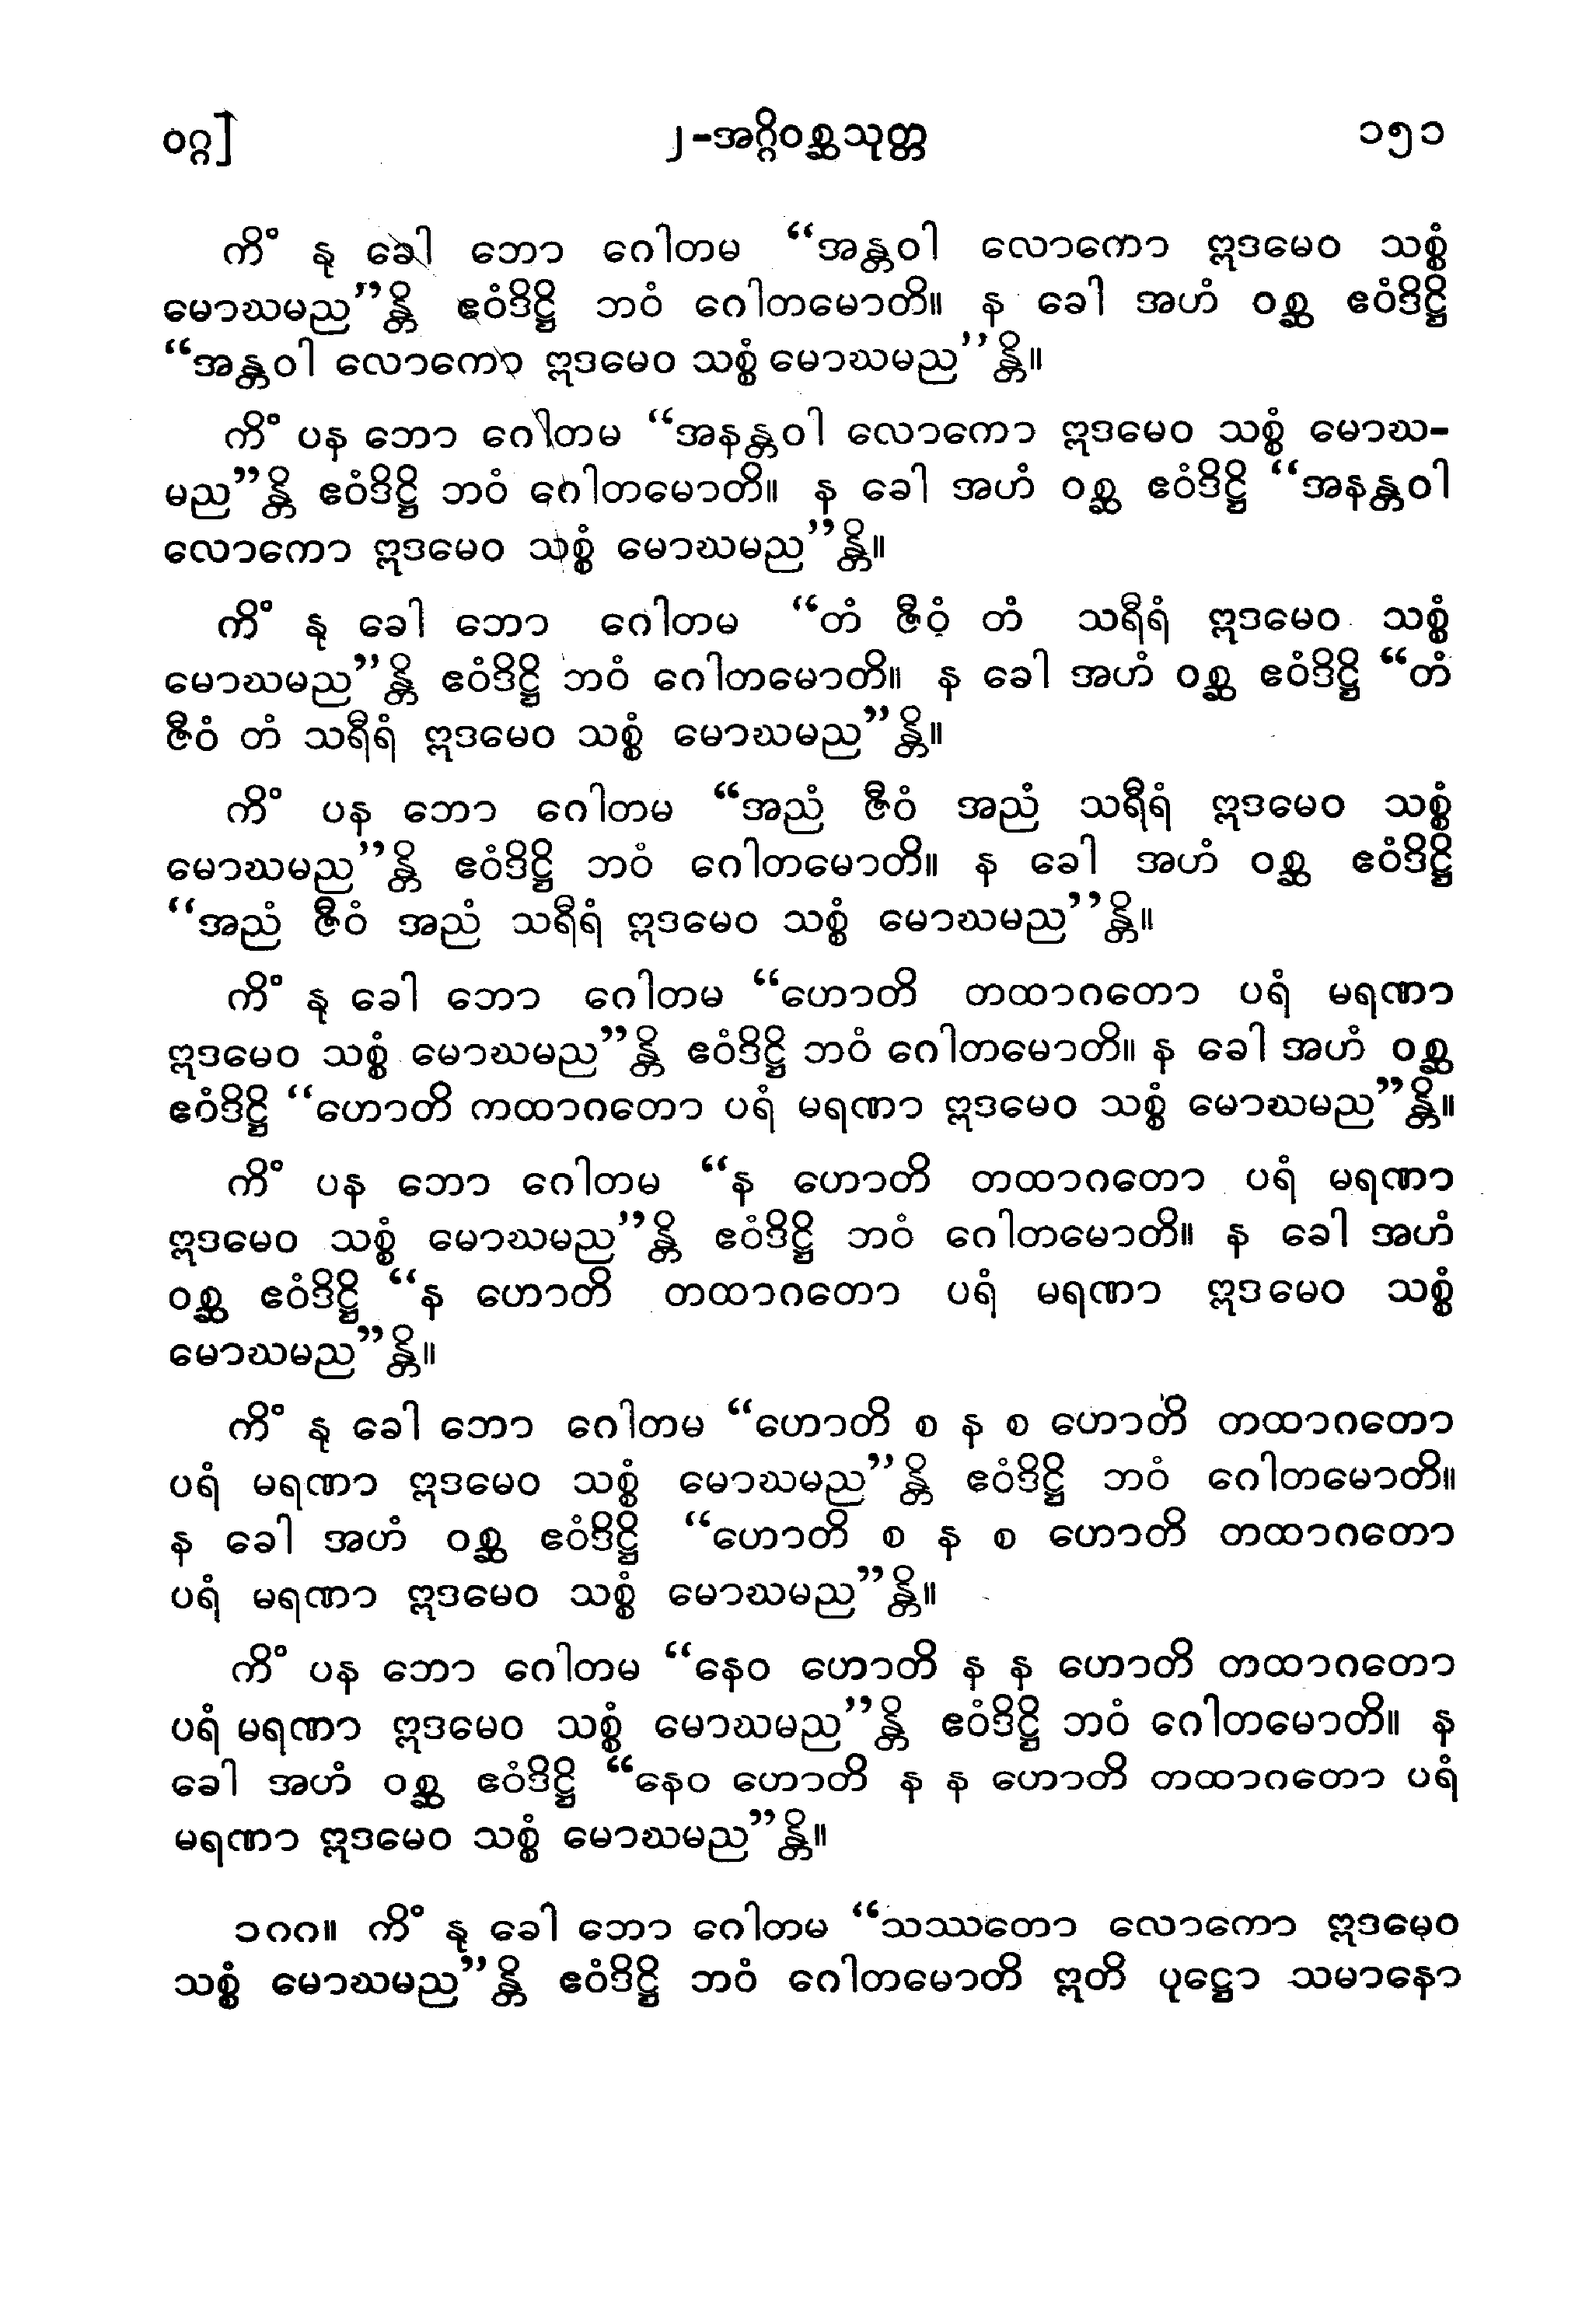 ဝဂ္ဂ]
၂-အဂ္ဂိဝစ္ဆသုတ္တ
၁၅၁
ကိံ နု ခေါ ဘော ဂေါတမ “အန္တဝါ လောကော ဣဒမေဝ သစ္စံ
မောဃမည”န္တိ ဧဝံဒိဋ္ဌိ ဘဝံ ဂေါတမောတိ။ န ခေါ အဟံ ဝစ္ဆ ဧဝံဒိဋ္ဌိ
“အန္တဝါ လောကော ဣဒမေဝ သစ္စံ မောဃမည”န္တိ။
ကိံ ပန ဘော ဂေါတမ “အနန္တဝါ လောကော ဣဒမေဝ သစ္စံ မောဃ-
မည”န္တိ ဧဝံဒိဋ္ဌိ ဘဝံ ဂေါတမောတိ။ န ခေါ အဟံ ဝစ္ဆ ဧဝံဒိဋ္ဌိ “အနန္တဝါ
လောကော ဣဒမေဝ သစ္စံ မောဃမည”န္တိ။
ကိံ နု ခေါ ဘော ဂေါတမ “တံ ဇီဝံ တံ သရီရံ ဣဒမေဝ သစ္စံ
မောဃမည”န္တိ ဧဝံဒိဋ္ဌိ ဘဝံ ဂေါတမောတိ။ န ခေါ အဟံ ဝစ္ဆ ဧဝံဒိဋ္ဌိ “တံ
ဇီဝံ တံ သရီရံ ဣဒမေဝ သစ္စံ မောဃမည”န္တိ။
ကိံ ပန ဘော ဂေါတမ “အညံ ဇီဝံ အညံ သရီရံ ဣဒမေဝ သစ္စံ
မောဃမည”န္တိ ဧဝံဒိဋ္ဌိ ဘဝံ ဂေါတမောတိ။ န ခေါ အဟံ ဝစ္ဆ ဧဝံဒိဋ္ဌိ
“အညံ ဇီဝံ အညံ သရီရံ ဣဒမေဝ သစ္စံ မောဃမည”န္တိ။
ကိံ နု ခေါ ဘော ဂေါတမ “ဟောတိ တထာဂတော ပရံ မရဏာ
ဣဒမေဝ သစ္စံ မောဃမည”န္တိ ဧဝံဒိဋ္ဌိ ဘဝံ ဂေါတမောတိ။ န ခေါ အဟံ ဝစ္ဆ
ဧဝံဒိဋ္ဌိ “ဟောတိ ကထာဂတော ပရံ မရဏာ ဣဒမေဝ သစ္စံ မောဃမည”န္တိ။
ကိံ ပန ဘော ဂေါတမ “န ဟောတိ တထာဂတော ပရံ မရဏာ
ဣဒမေဝ သစ္စံ မောဃမည”န္တိ ဧဝံဒိဋ္ဌိ ဘဝံ ဂေါတမောတိ။ န ခေါ အဟံ
ဝစ္ဆ ဧဝံဒိဋ္ဌိ “န ဟောတိ တထာဂတော ပရံ မရဏာ ဣဒမေဝ သစ္စံ
မောဃမည”န္တိ။
ကိံ နု ခေါ ဘော ဂေါတမ “ဟောတိ စ န စ ဟောတိ တထာဂတော
ပရံ မရဏာ ဣဒမေဝ သစ္စံ မောဃမည”န္တိ ဧဝံဒိဋ္ဌိ ဘဝံ ဂေါတမောတိ။
န ခေါ အဟံ ဝစ္ဆ ဧဝံဒိဋ္ဌိ “ဟောတိ စ န စ ဟောတိ တထာဂတော
ပရံ မရဏာ ဣဒမေဝ သစ္စံ မောဃမည”န္တိ။
ကိံ ပန ဘော ဂေါတမ “နေဝ ဟောတိ န န ဟောတိ တထာဂတော
ပရံ မရဏာ ဣဒမေဝ သစ္စံ မောဃမည”န္တိ ဧဝံဒိဋ္ဌိ ဘဝံ ဂေါတမောတိ။ န
ခေါ အဟံ ဝစ္ဆ ဧဝံဒိဋ္ဌိ “နေဝ ဟောတိ န န ဟောတိ တထာဂတော ပရံ
မရဏာ ဣဒမေဝ သစ္စံ မောဃမည”န္တိ။
၁၈၈။ ကိံ နု ခေါ ဘော ဂေါတမ “သဿတော လောကော ဣဒမေဝ
သစ္စံ မောဃမည”န္တိ ဧဝံဒိဋ္ဌိ ဘဝံ ဂေါတမောတိ ဣတိ ပုဋ္ဌော သမာနော